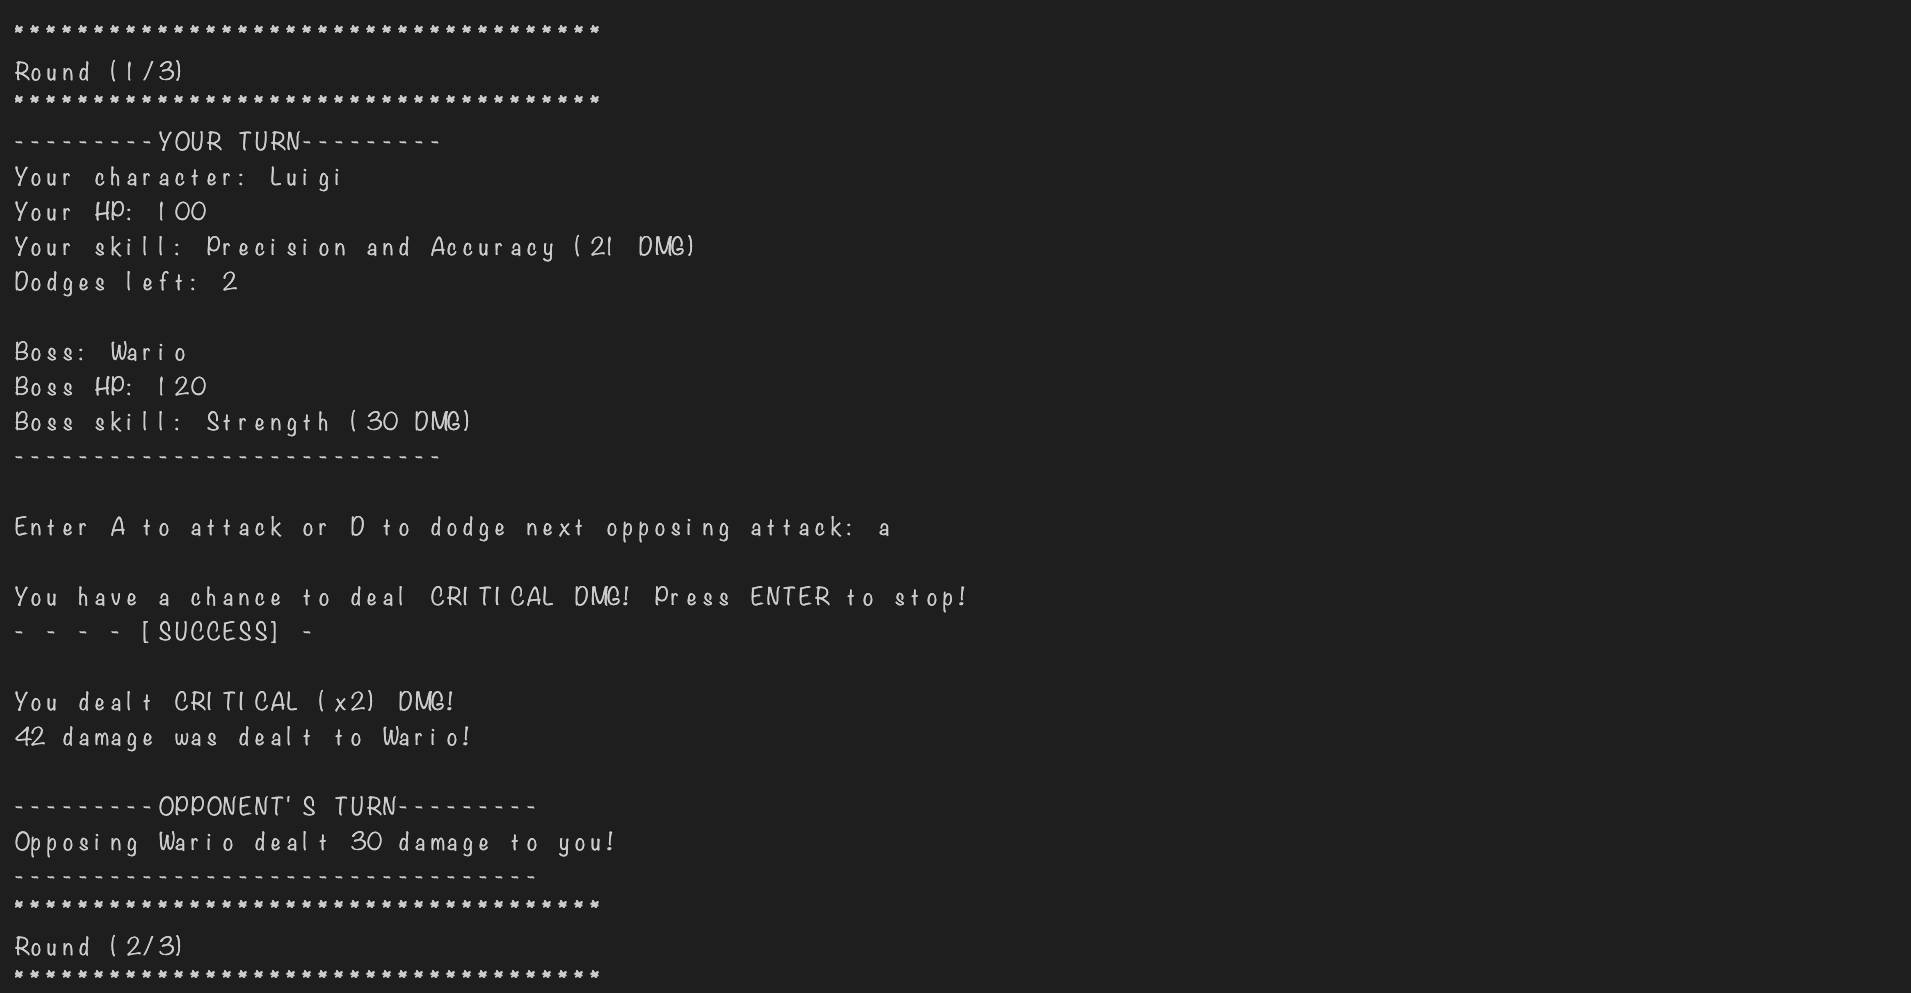 *************************************
Round (1/3)
*************************************
---------YOUR TURN---------
Your character: Luigi
Your HP: 100
Your skill: Precision and Accuracy (21 DMG)
Dodges left: 2
Boss: Wario
Boss HP: 120
Boss skill: Strength (30 DMG)
---------------------------
Enter A to attack or D to dodge next opposing attack: a
You have a chance to deal CRITICAL DMG! Press ENTER to stop!
- - - - [SUCCESS] -
You dealt CRITICAL (x2) DMG!
42 damage was dealt to Wario!
---------OPPONENT'S TURN---------
Opposing Wario dealt 30 damage to you!
---------------------------------
*************************************
Round (2/3)
*************************************